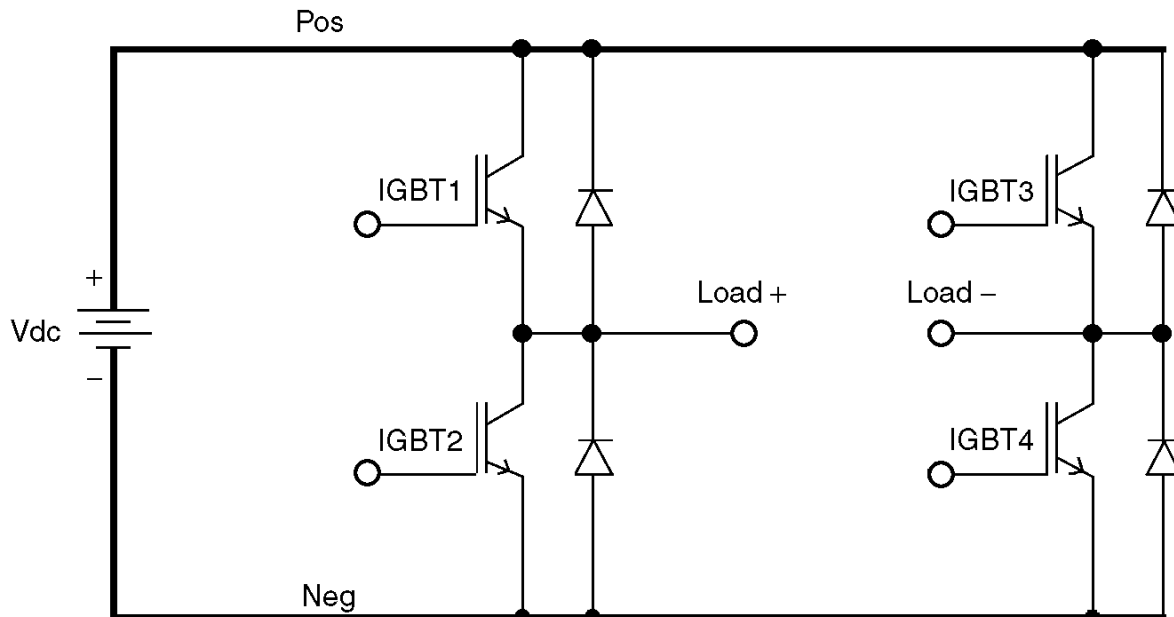 Pos
IGBT1
IGBT3
Load +
Load −
+
Vdc
−
IGBT2
IGBT4
Neg